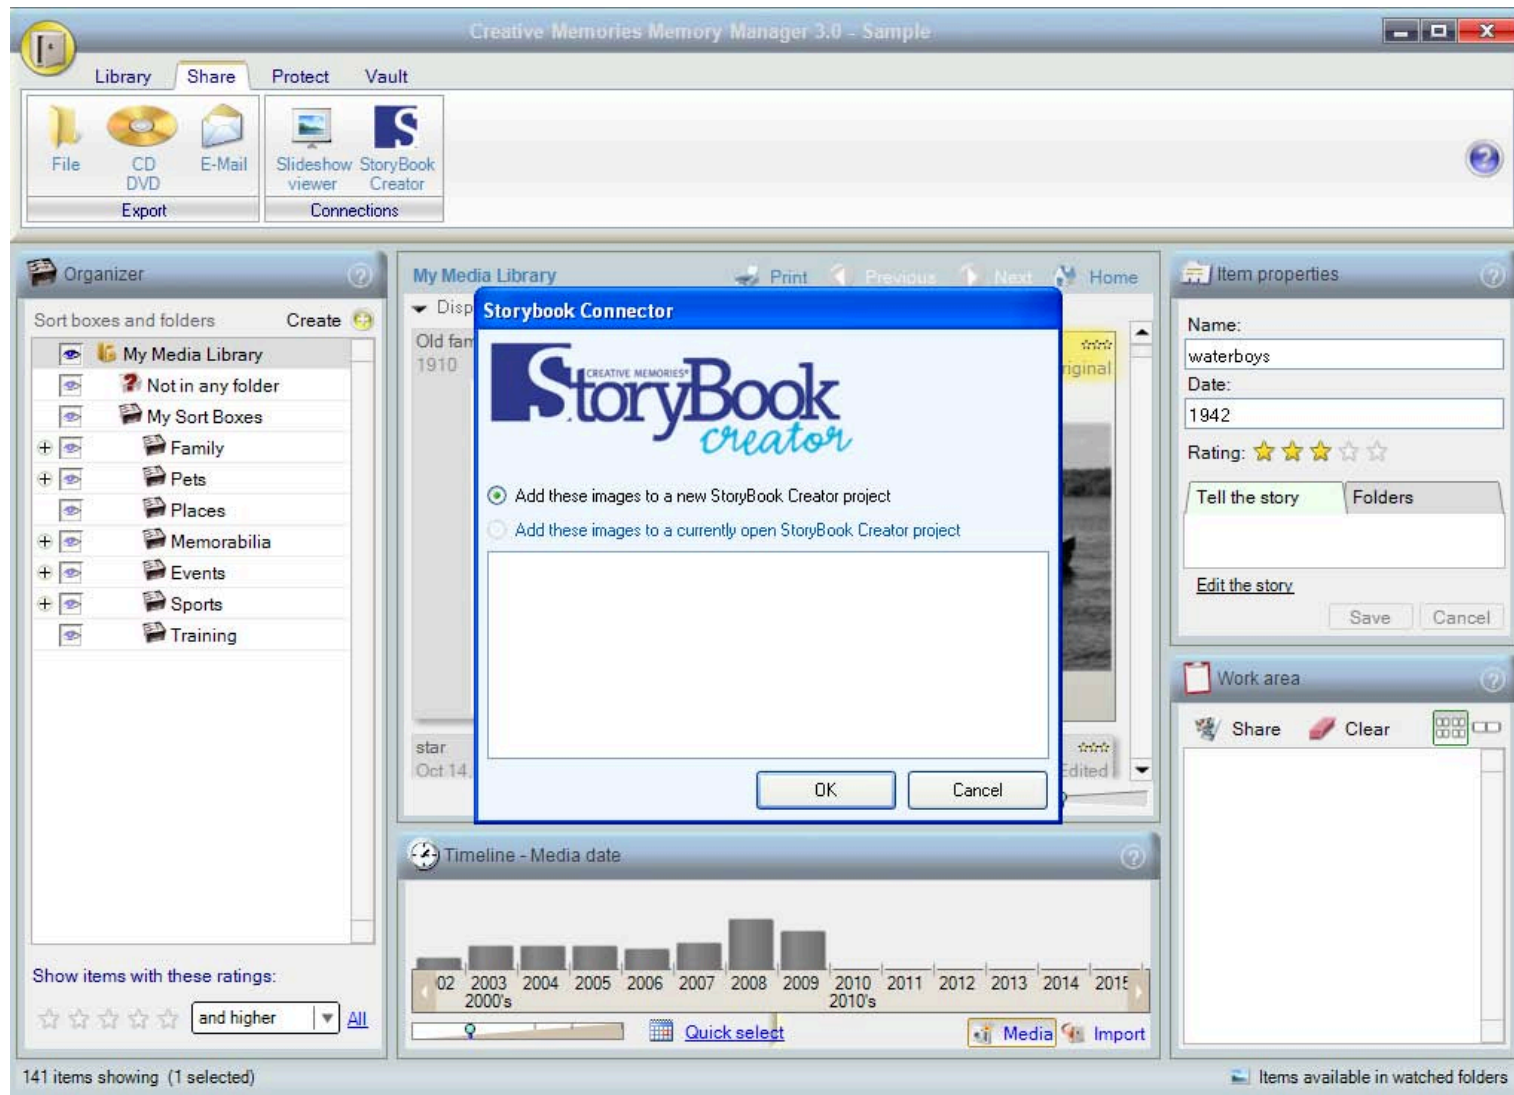 Creative Memories Memory Manager 3.0 - Sample
Library Share Protect Vault
File CD DVD E-Mail Slideshow viewer StoryBook Creator
Export Connections
Organizer
Sort boxes and folders Create
My Media Library
Not in any folder
My Sort Boxes
Family
Pets
Places
Memorabilia
Events
Sports
Training
Show items with these ratings:
and higher All
My Media Library Print Previous Next Home
Disp
Old fam
1910
riginal
star
Oct 14,
Edited
Storybook Connector
CREATIVE MEMORIES®
StoryBook
creator
Add these images to a new StoryBook Creator project
Add these images to a currently open StoryBook Creator project
OK Cancel
Timeline - Media date
02 2003 2004 2005 2006 2007 2008 2009 2010 2011 2012 2013 2014 2015
2000's 2010's
Quick select Media Import
Item properties
Name:
waterboys
Date:
1942
Rating:
Tell the story Folders
Edit the story
Save Cancel
Work area
Share Clear
141 items showing (1 selected) Items available in watched folders